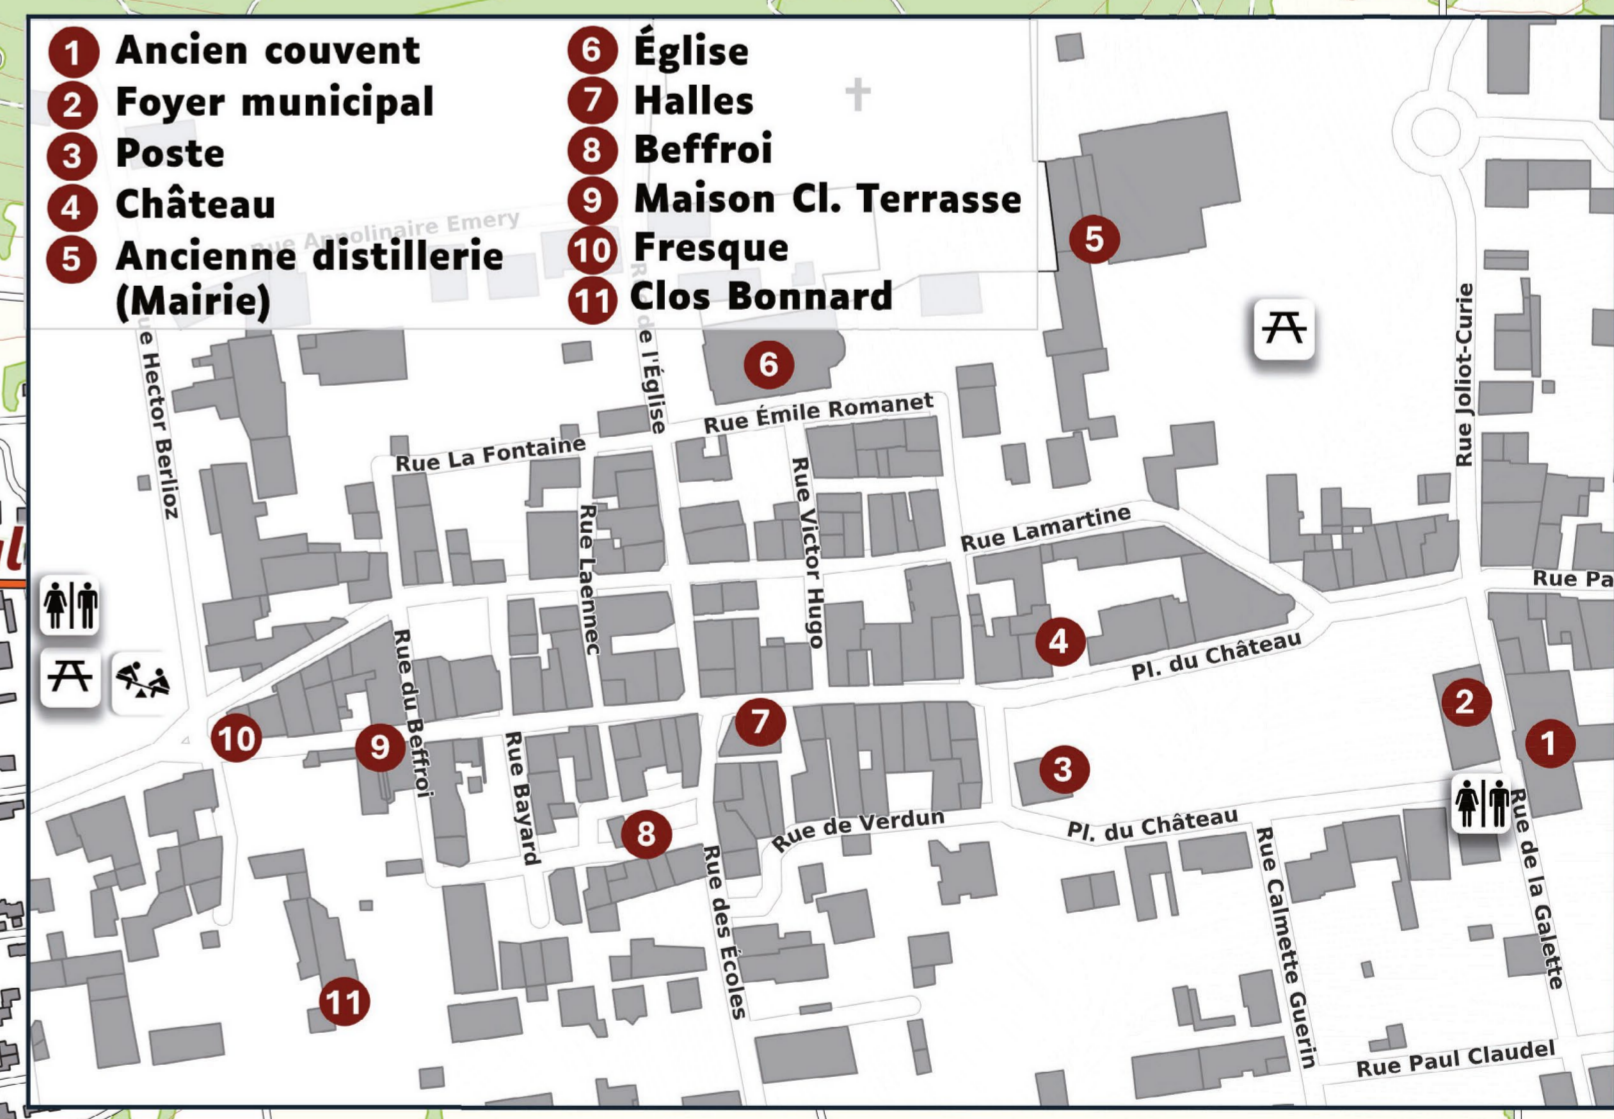 1 Ancien couvent
2 Foyer municipal
3 Poste
4 Château
5 Ancienne distillerie
(Mairie)
6 Église
7 Halles
8 Beffroi
9 Maison Cl. Terrasse
10 Fresque
11 Clos Bonnard
Rue Appolinaire Emery
5
ue Hector Berlioz
de l'Église
6
Rue Émile Romanet
Rue La Fontaine
Rue Joliot-Curie
Rue Victor Hugo
Rue Laennec
Rue Lamartine
Rue Pa
4
Pl. du Château
Rue du Beffroi
2
1
10
9
7
3
Rue Bayard
8
Rue de Verdun
Pl. du Château
Rue des Écoles
Rue Calmette Guerin
Rue de la Galette
11
Rue Paul Claudel